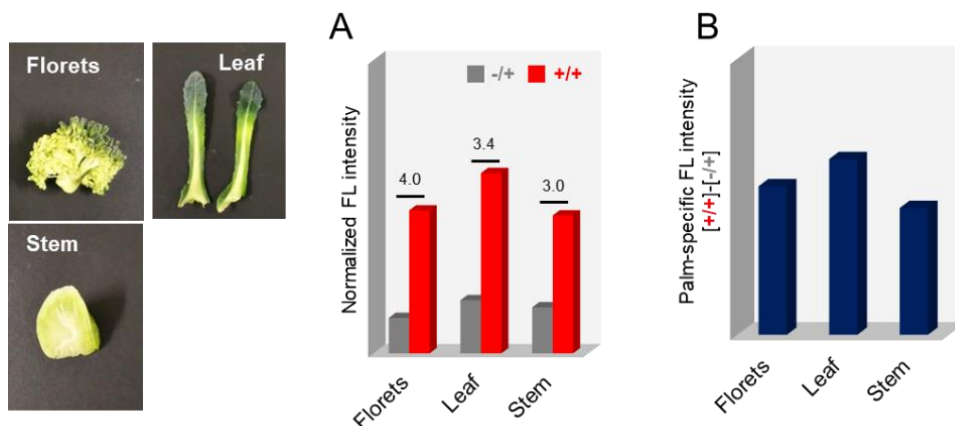 Florets
Leaf
Stem
A
Normalized FL intensity
-/+
+/+
4.0
3.4
3.0
Florets
Leaf
Stem
B
Palm-specific FL intensity
[+/+]-[-/+]
Florets
Leaf
Stem